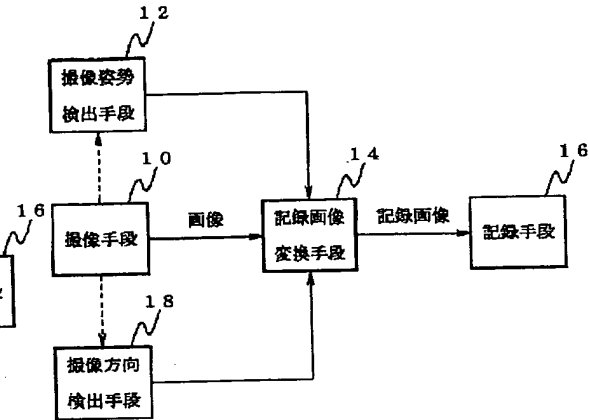 12
撮像姿勢
検出手段
10
撮像手段
画像
14
記録画像
変換手段
記録画像
16
記録手段
16
18
撮像方向
検出手段